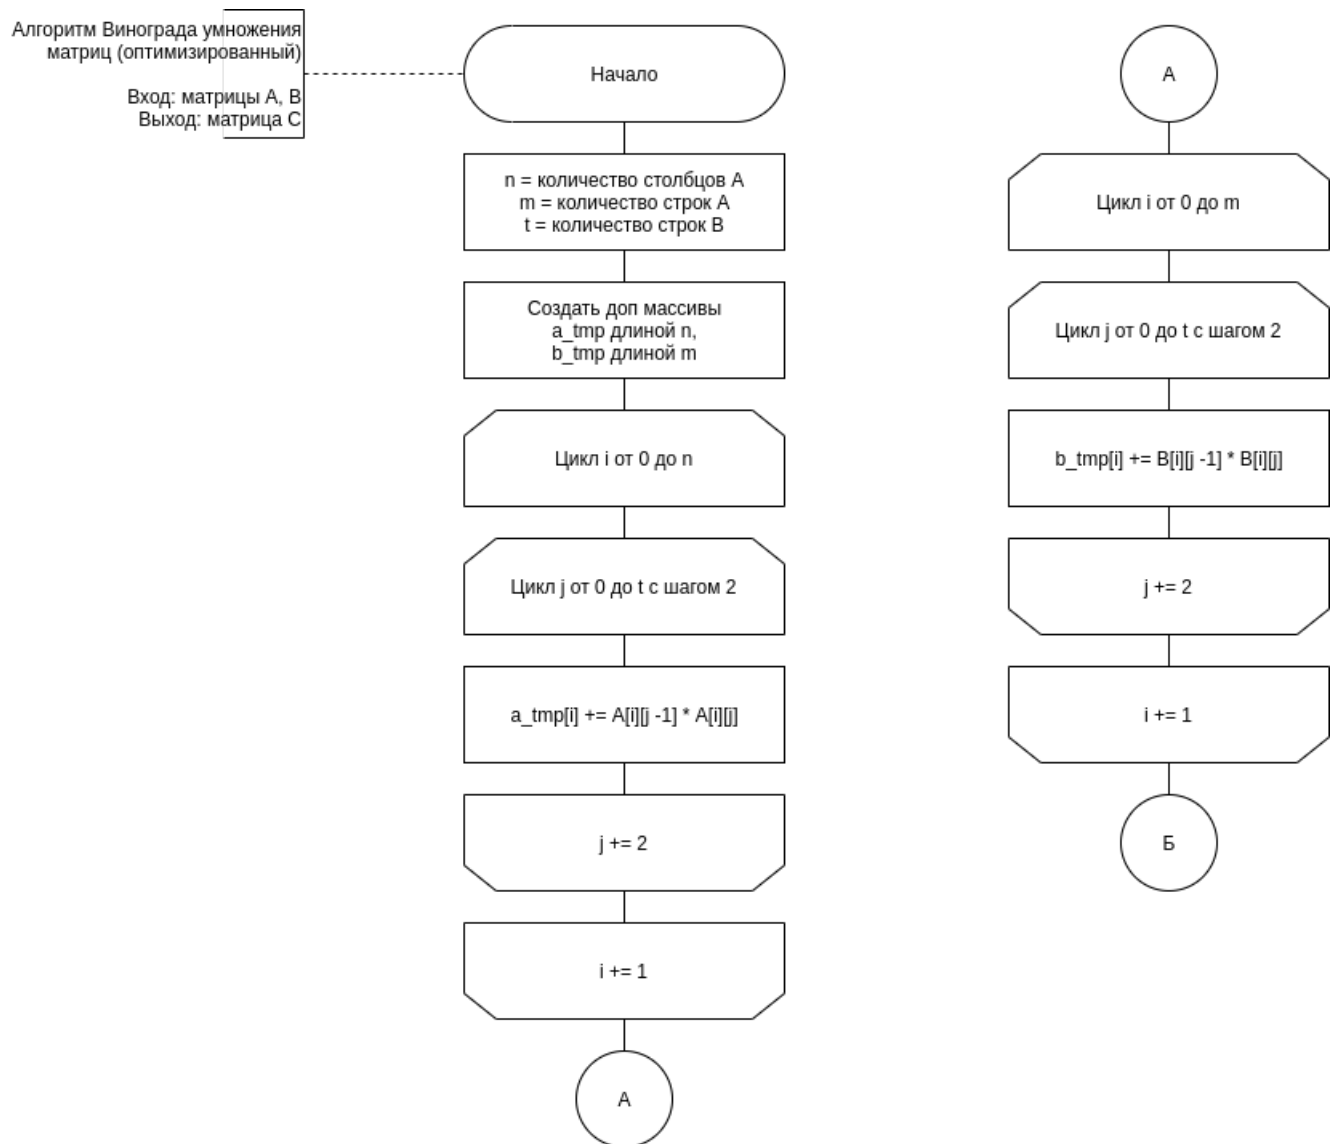 Алгоритм Винограда умножения
матриц (оптимизированный)
Вход: матрицы A, B
Выход: матрица C
Начало
n = количество столбцов A
m = количество строк A
t = количество строк B
Создать доп массивы
a_tmp длиной n,
b_tmp длиной m
Цикл i от 0 до n
Цикл j от 0 до t с шагом 2
a_tmp[i] += A[i][j -1] * A[i][j]
j += 2
i += 1
А
А
Цикл i от 0 до m
Цикл j от 0 до t с шагом 2
b_tmp[i] += B[i][j -1] * B[i][j]
j += 2
i += 1
Б